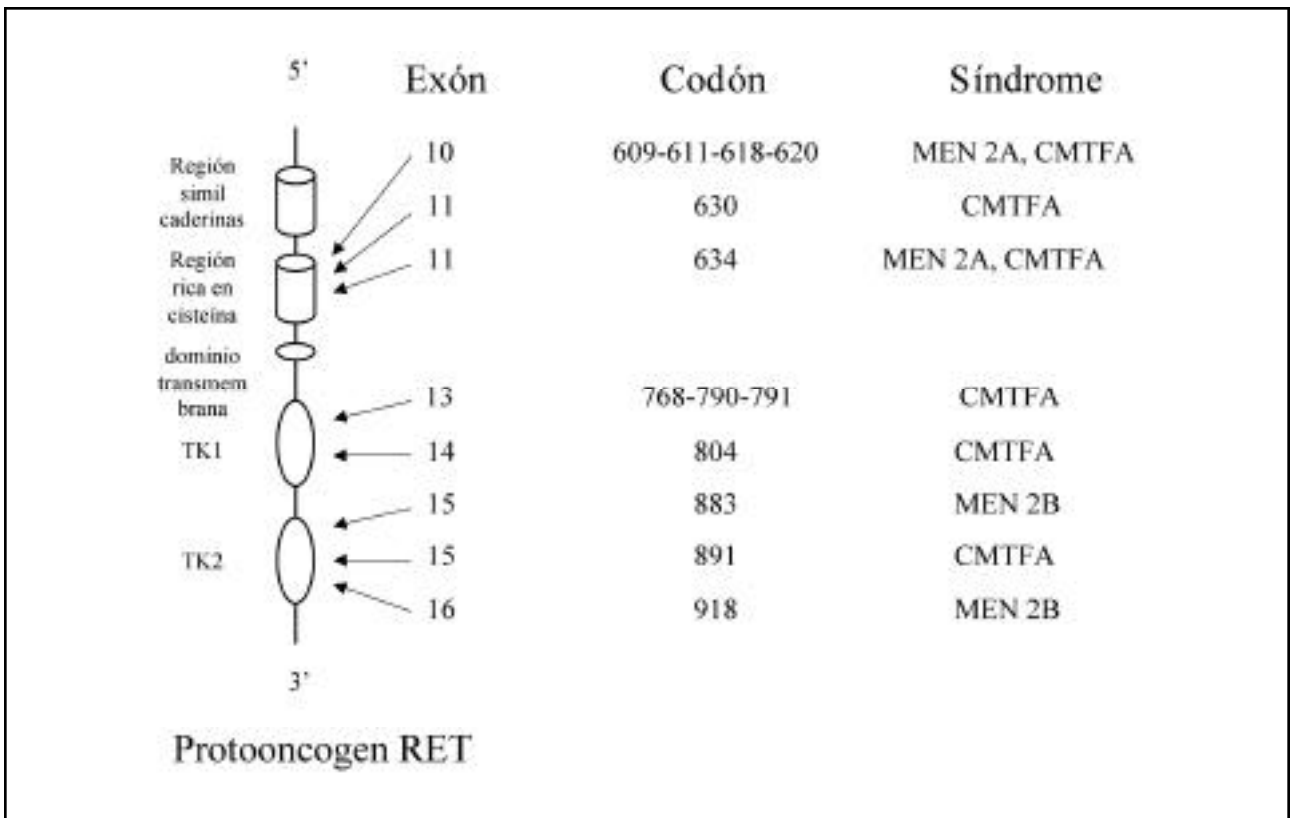 5’ Exón Codón Síndrome
10 609-611-618-620 MEN 2A, CMTFA
Región
simil
caderinas
11 630 CMTFA
Región
rica en
cisteína
11 634 MEN 2A, CMTFA
dominio
transmem
brana
13 768-790-791 CMTFA
TK1
14 804 CMTFA
15 883 MEN 2B
TK2
15 891 CMTFA
16 918 MEN 2B
3’
Protooncogen RET